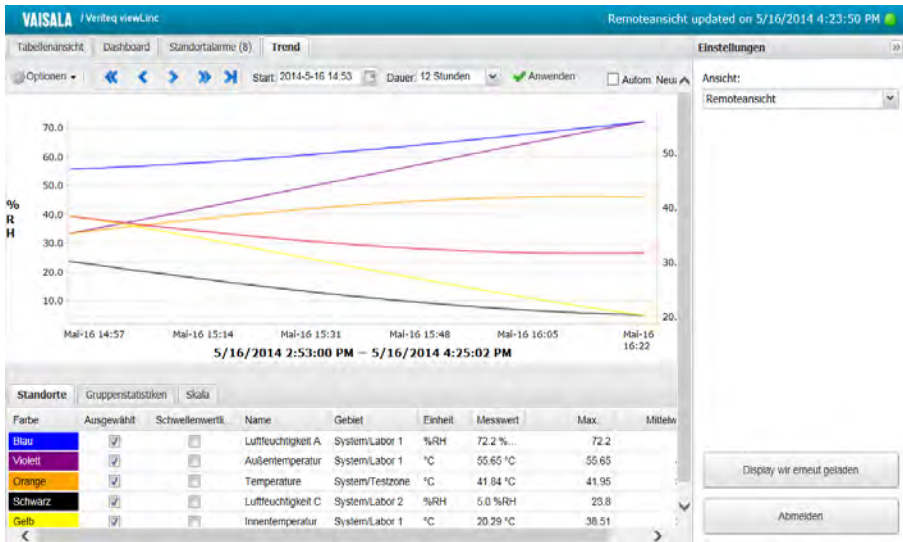 VAISALA / Veriteq viewLinc
Remoteansicht updated on 5/16/2014 4:23:50 PM
Tabellenansicht Dashboard Standortalarme (8) Trend
Einstellungen
Optionen Start: 2014-5-16 14:53 Dauer: 12 Stunden Anwenden Autom. Neu
Ansicht:
Remoteansicht
70.0
60.0
50.0
40.0
30.0
20.0
10.0
%
R
H
50.
40.
30.
20.
Mai-16 14:57 Mai-16 15:14 Mai-16 15:31 Mai-16 15:48 Mai-16 16:05 Mai-16 16:22
5/16/2014 2:53:00 PM — 5/16/2014 4:25:02 PM
Standorte Gruppenstatistiken Skala
Farbe Ausgewählt Schwellenwertli Name Gebiet Einheit Messwert Max. Mittelw
Blau Luftfeuchtigkeit A System/Labor 1 %RH 72.2 %... 72.2
Violett Außentemperatur System/Labor 1 °C 55.65 °C 55.65
Orange Temperature System/Testzone °C 41.84 °C 41.95
Schwarz Luftfeuchtigkeit C System/Labor 2 %RH 5.0 %RH 23.8
Gelb Innentemperatur System/Labor 1 °C 20.29 °C 38.51
Display wir erneut geladen
Abmelden